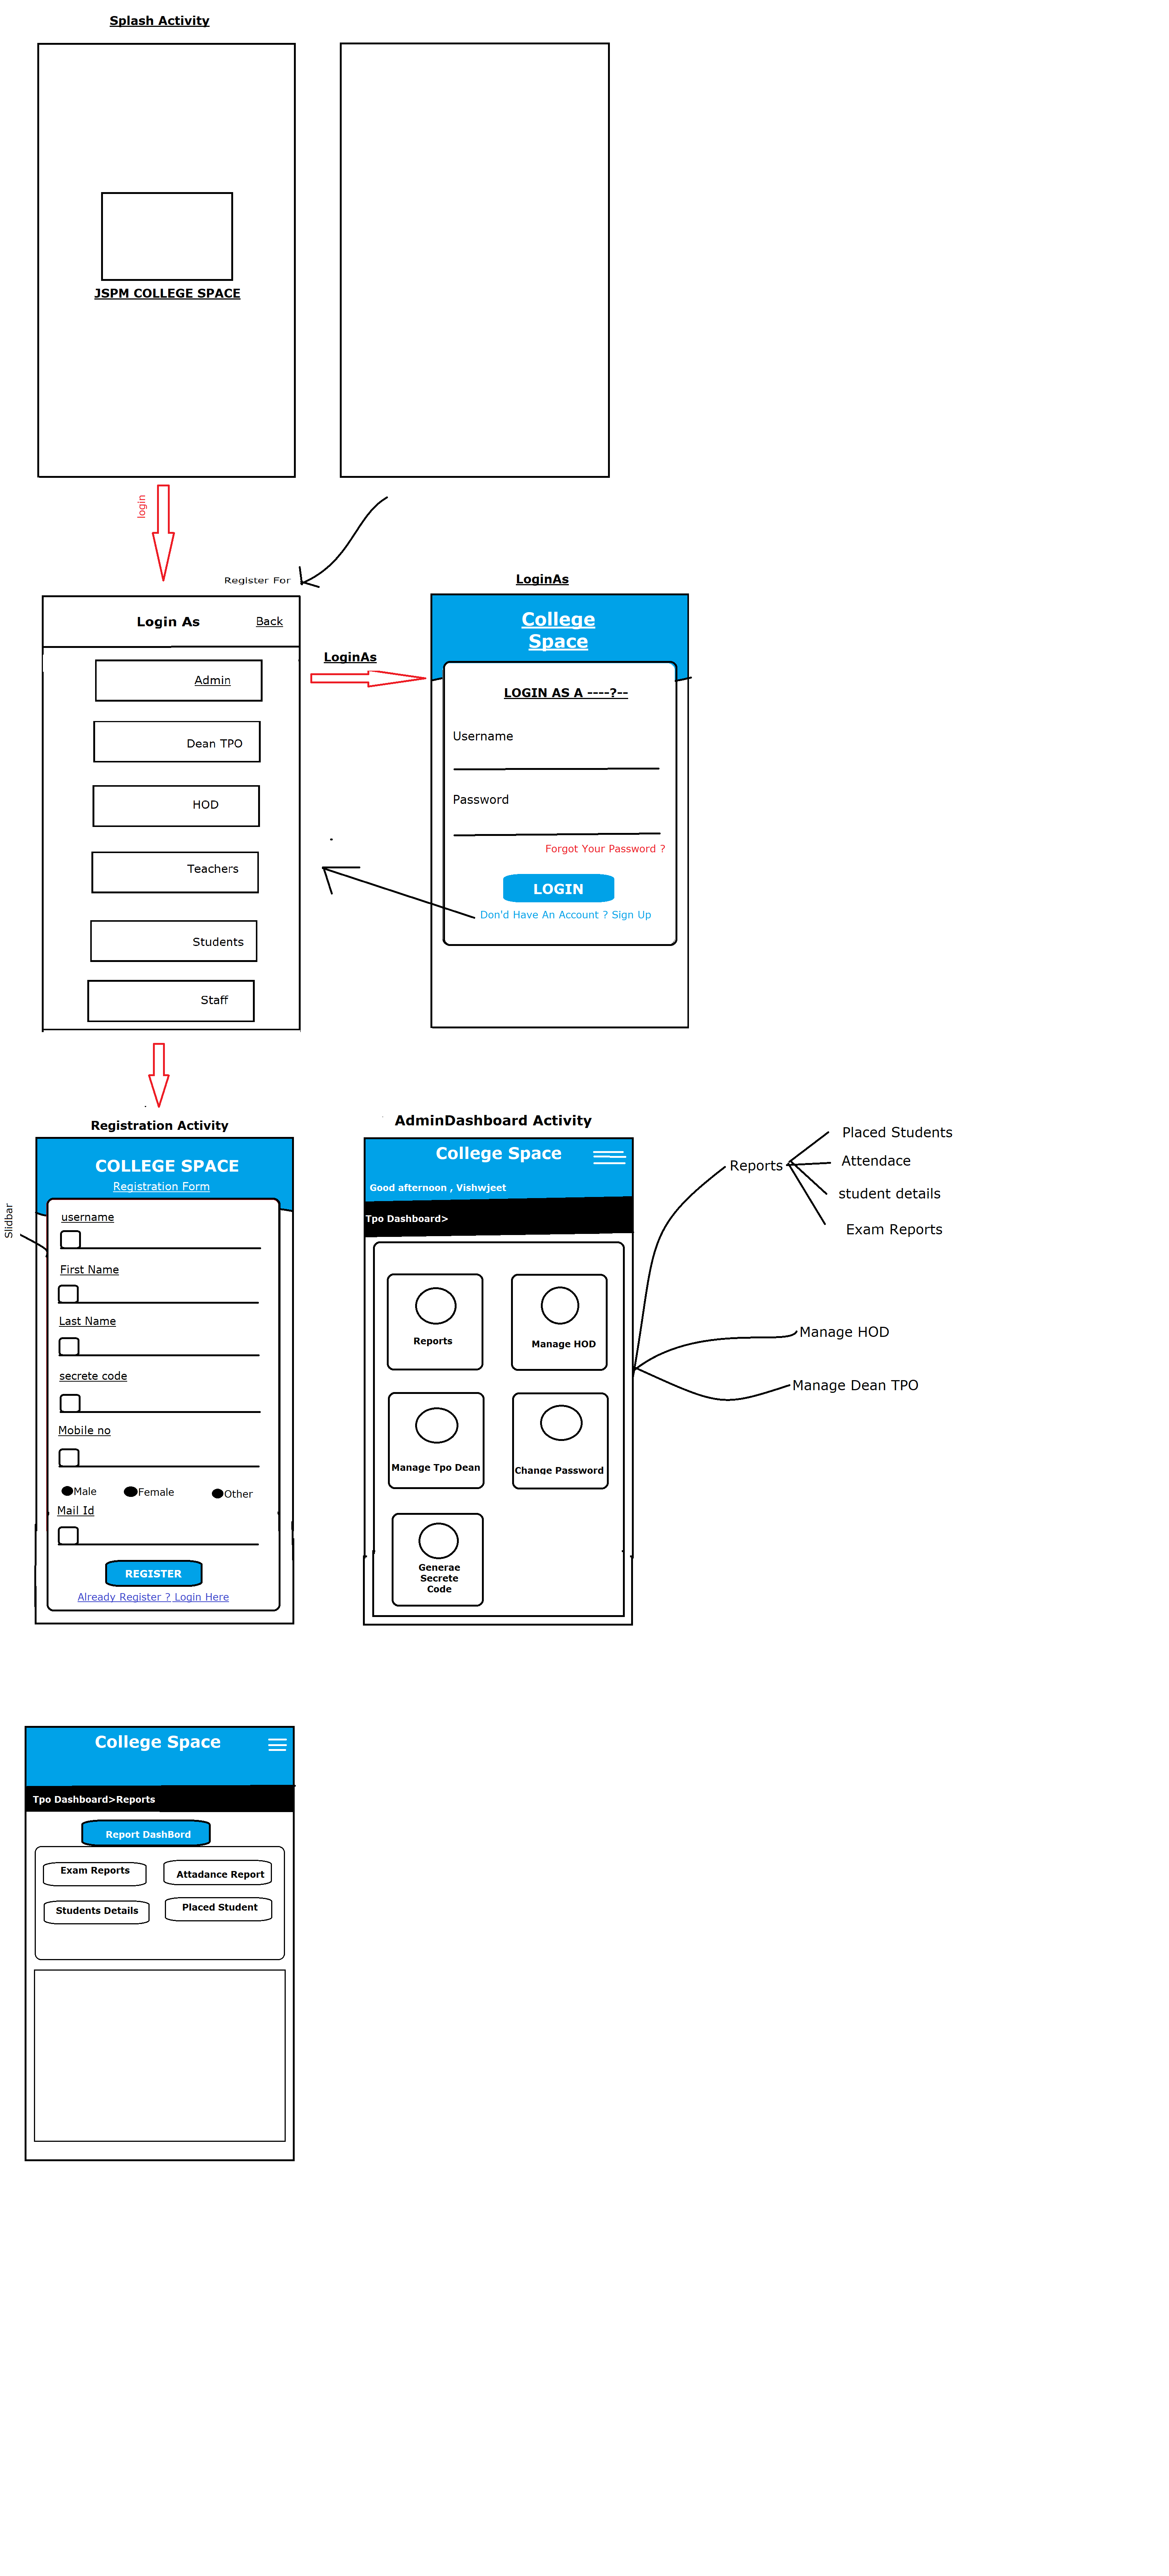 Splash Activity
JSPM COLLEGE SPACE
login
Register For
Login As
Back
Admin
Dean TPO
HOD
Teachers
Students
Staff
LoginAs
LoginAs
College
Space
LOGIN AS A ----?--
Username
Password
Forgot Your Password ?
LOGIN
Don'd Have An Account ? Sign Up
Registration Activity
COLLEGE SPACE
Registration Form
Slidbar
username
First Name
Last Name
secrete code
Mobile no
Male
Female
Other
Mail Id
REGISTER
Already Register ? Login Here
AdminDashboard Activity
College Space
Good afternoon , Vishwjeet
Tpo Dashboard>
Reports
Manage HOD
Manage Tpo Dean
Change Password
Generae
Secrete
Code
Reports
Placed Students
Attendace
student details
Exam Reports
Manage HOD
Manage Dean TPO
College Space
Tpo Dashboard>Reports
Report DashBord
Exam Reports
Attadance Report
Students Details
Placed Student